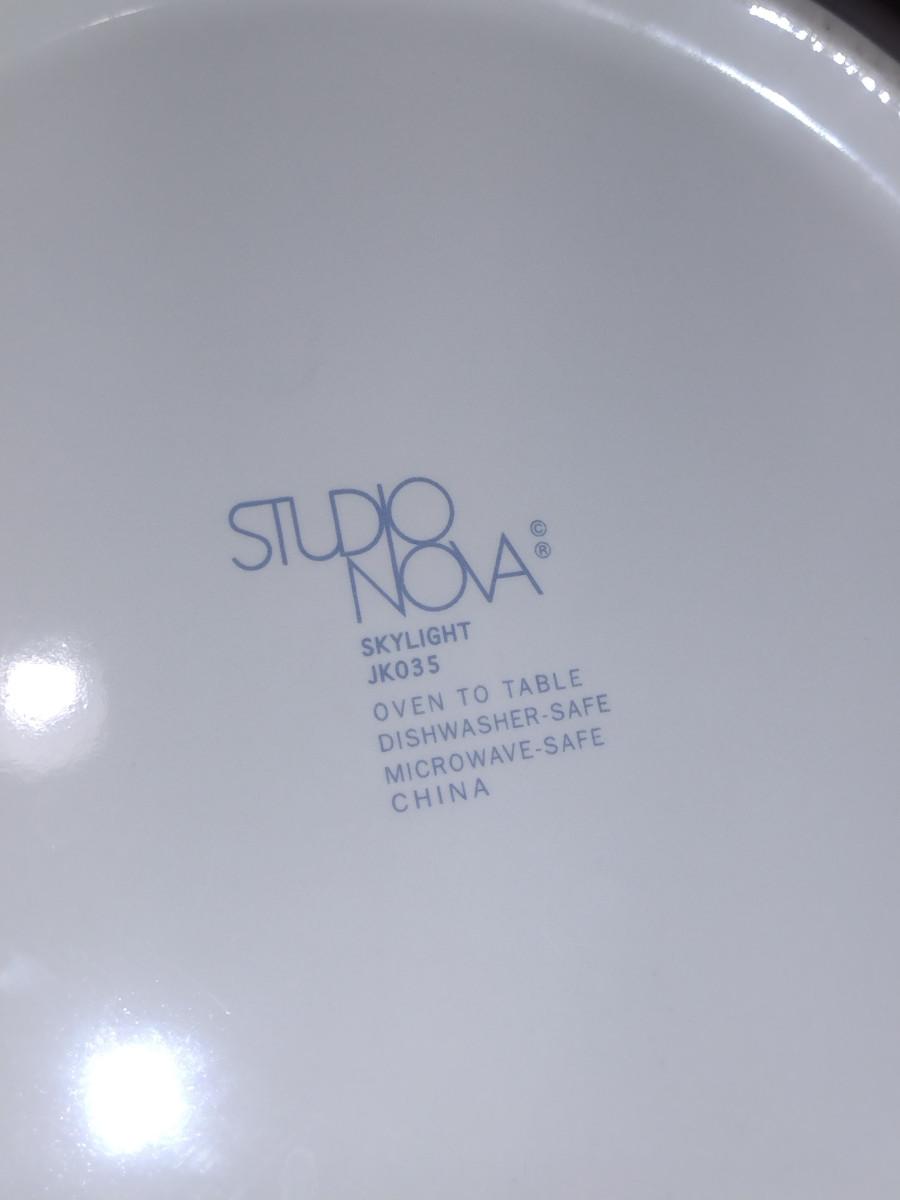 STUDIO
NOVA ©
®
SKYLIGHT
JK035
OVEN TO TABLE
DISHWASHER-SAFE
MICROWAVE-SAFE
CHINA